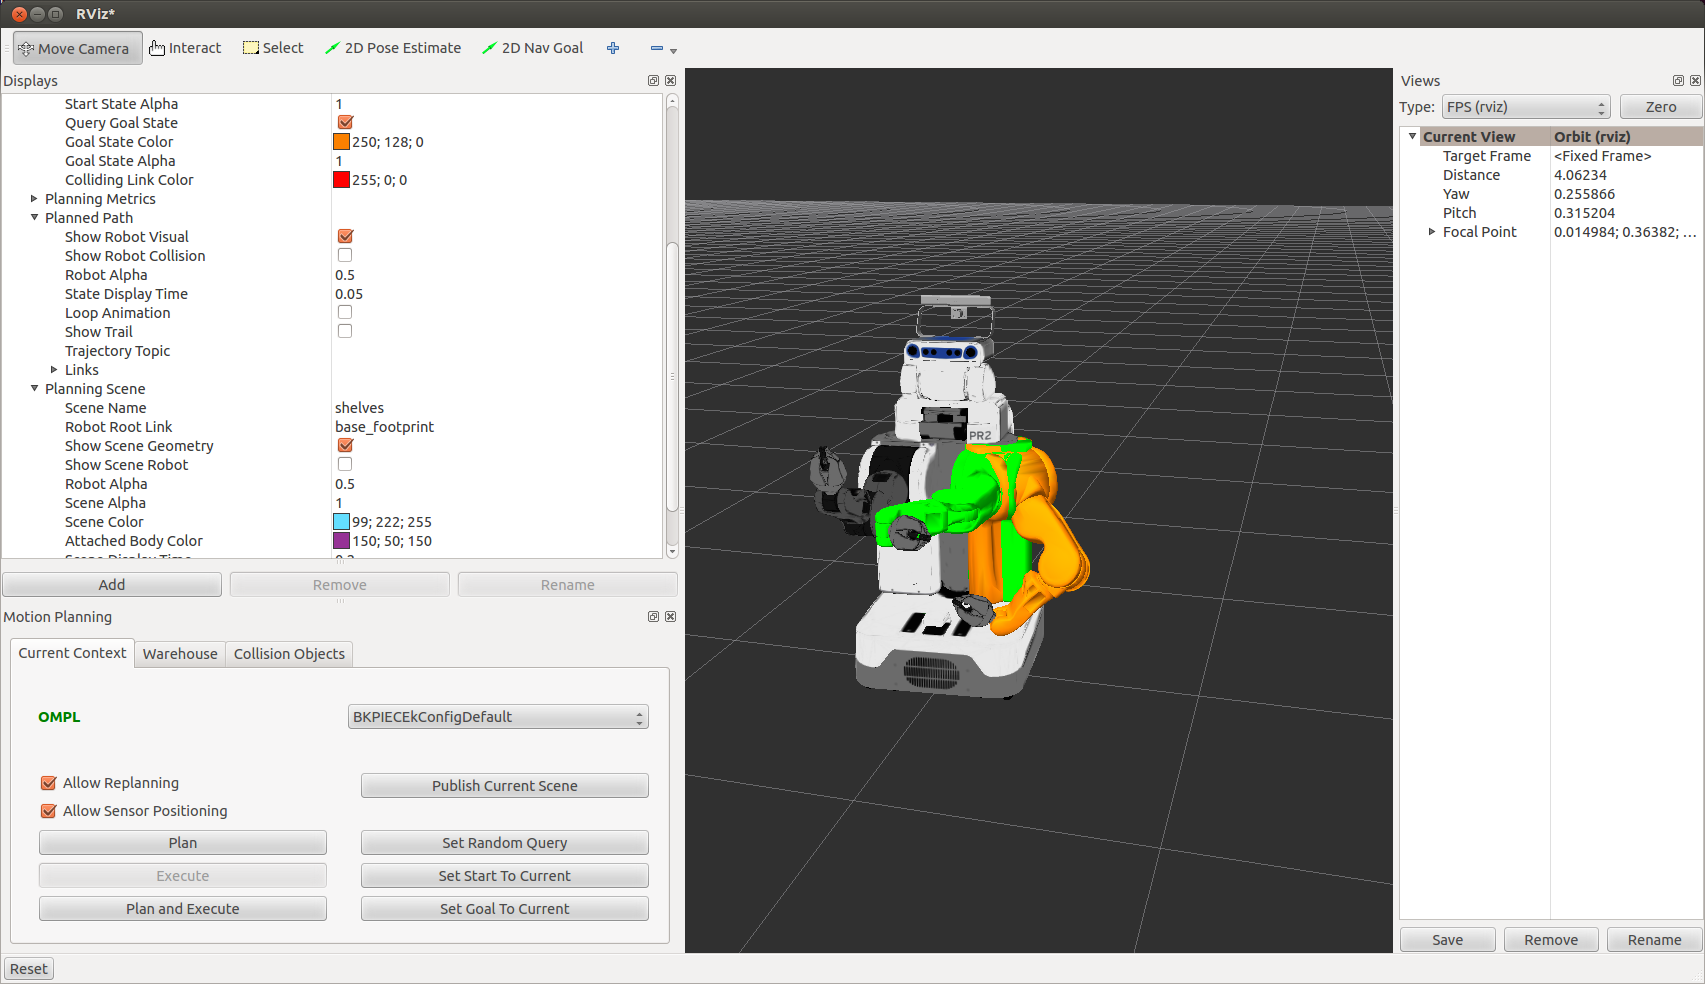 RViz*
Move Camera Interact Select 2D Pose Estimate 2D Nav Goal
Displays
Start State Alpha 1
Query Goal State
Goal State Color 250; 128; 0
Goal State Alpha 1
Colliding Link Color 255; 0; 0
Planning Metrics
Planned Path
Show Robot Visual
Show Robot Collision
Robot Alpha 0.5
State Display Time 0.05
Loop Animation
Show Trail
Trajectory Topic
Links
Planning Scene
Scene Name shelves
Robot Root Link base_footprint
Show Scene Geometry
Show Scene Robot
Robot Alpha 0.5
Scene Alpha 1
Scene Color 99; 222; 255
Attached Body Color 150; 50; 150
Add Remove Rename
Motion Planning
Current Context Warehouse Collision Objects
OMPL BKPIECEkConfigDefault
Allow Replanning Publish Current Scene
Allow Sensor Positioning
Plan Set Random Query
Execute Set Start To Current
Plan and Execute Set Goal To Current
Reset
PR2
Views
Type: FPS (rviz) Zero
Current View Orbit (rviz)
Target Frame <Fixed Frame>
Distance 4.06234
Yaw 0.255866
Pitch 0.315204
Focal Point 0.014984; 0.36382; ...
Save Remove Rename